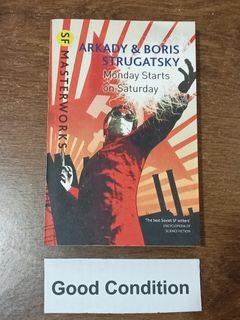 SF MASTERWORKS
ARKADY & BORIS
STRUGATSKY
Monday Starts
on Saturday
'The best Soviet SF writers'
ENCYCLOPEDIA OF
SCIENCE FICTION
Good Condition